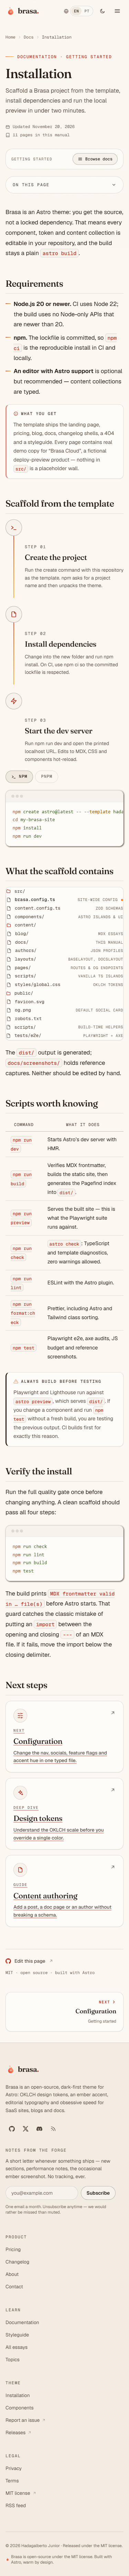 brasa.
EN PT
Home Docs Installation
DOCUMENTATION · GETTING STARTED
Installation
Scaffold a Brasa project from the template,
install dependencies and run the local
preview in under two minutes.
Updated November 20, 2025
11 pages in this manual
GETTING STARTED
Browse docs
ON THIS PAGE
Brasa is an Astro theme: you get the source,
not a locked dependency. That means every
component, token and content collection is
editable in your repository, and the build
stays a plain astro build.
Requirements
Node.js 20 or newer. CI uses Node 22;
the build uses no Node-only APIs that
are newer than 20.
npm. The lockfile is committed, so npm
ci is the reproducible install in CI and
locally.
An editor with Astro support is optional
but recommended — content collections
are typed.
WHAT YOU GET
The template ships the landing page,
pricing, blog, docs, changelog schemas, a 404
and a styleguide. Every page contains real
demo copy for "Brasa Cloud", a fictional
deploy-preview product — nothing in
src/ is a placeholder wall.
Scaffold from the template
STEP 01
Create the project
Run the create command with this repository
as the template. npm asks for a project
name and then unpacks the theme.
STEP 02
Install dependencies
Change into the new folder and run npm
install. On CI, use npm ci so the committed
lockfile is respected.
STEP 03
Start the dev server
Run npm run dev and open the printed
localhost URL. Edits to MDX, CSS and
components hot-reload.
NPM
PNPM
npm create astro@latest -- --template hada
cd my-brasa-site
npm install
npm run dev
What the scaffold contains
src/
brasa.config.ts
SITE-WIDE CONFIG
content.config.ts
ZOD SCHEMAS
components/
ASTRO ISLANDS & UI
content/
blog/
MDX ESSAYS
docs/
THIS MANUAL
authors/
JSON PROFILES
layouts/
BASELAYOUT, DOCSLAYOUT
pages/
ROUTES & OG ENDPOINTS
scripts/
VANILLA TS ISLANDS
styles/global.css
OKLCH TOKENS
public/
favicon.svg
og.png
DEFAULT SOCIAL CARD
robots.txt
scripts/
BUILD-TIME HELPERS
tests/e2e/
PLAYWRIGHT + AXE
The dist/ output is generated;
docs/screenshots/ holds reference
captures. Neither should be edited by hand.
Scripts worth knowing
COMMAND WHAT IT DOES
npm run
dev
Starts Astro's dev server with
HMR.
npm run
build
Verifies MDX frontmatter,
builds the static site, then
generates the Pagefind index
into dist/.
npm run
preview
Serves the built site — this is
what the Playwright suite
runs against.
npm run
check
astro check: TypeScript
and template diagnostics,
zero warnings allowed.
npm run
lint
ESLint with the Astro plugin.
npm run
format:ch
eck
Prettier, including Astro and
Tailwind class sorting.
npm test
Playwright e2e, axe audits, JS
budget and reference
screenshots.
ALWAYS BUILD BEFORE TESTING
Playwright and Lighthouse run against
astro preview, which serves dist/. If
you change a component and run npm
test without a fresh build, you are testing
the previous output. CI builds first for
exactly this reason.
Verify the install
Run the full quality gate once before
changing anything. A clean scaffold should
pass all four steps:
npm run check
npm run lint
npm run build
npm test
The build prints MDX frontmatter valid
in … file(s) before Astro starts. That
guard catches the classic mistake of
putting an import between the
opening and closing --- of an MDX
file. If it fails, move the import below the
closing delimiter.
Next steps
NEXT
Configuration
Change the nav, socials, feature flags and
accent hue in one typed file.
DEEP DIVE
Design tokens
Understand the OKLCH scale before you
override a single color.
GUIDE
Content authoring
Add a post, a doc page or an author without
breaking a schema.
Edit this page
MIT · open source · built with Astro
NEXT
Configuration
Getting started
brasa.
Brasa is an open-source, dark-first theme for
Astro: OKLCH design tokens, an ember accent,
editorial typography and obsessive speed for
SaaS sites, blogs and docs.
NOTES FROM THE FORGE
A short letter whenever something ships — new
sections, performance notes, the occasional
ember experiment. No tracking, ever.
you@example.com
Subscribe
One email a month. Unsubscribe anytime — we would
rather be missed than muted.
PRODUCT
Pricing
Changelog
About
Contact
LEARN
Documentation
Styleguide
All essays
Topics
THEME
Installation
Components
Report an issue
Releases
LEGAL
Privacy
Terms
MIT license
RSS feed
© 2026 Hadagalberto Junior · Released under the MIT license
Brasa is open-source under the MIT license. Built with
Astro, warm by design.